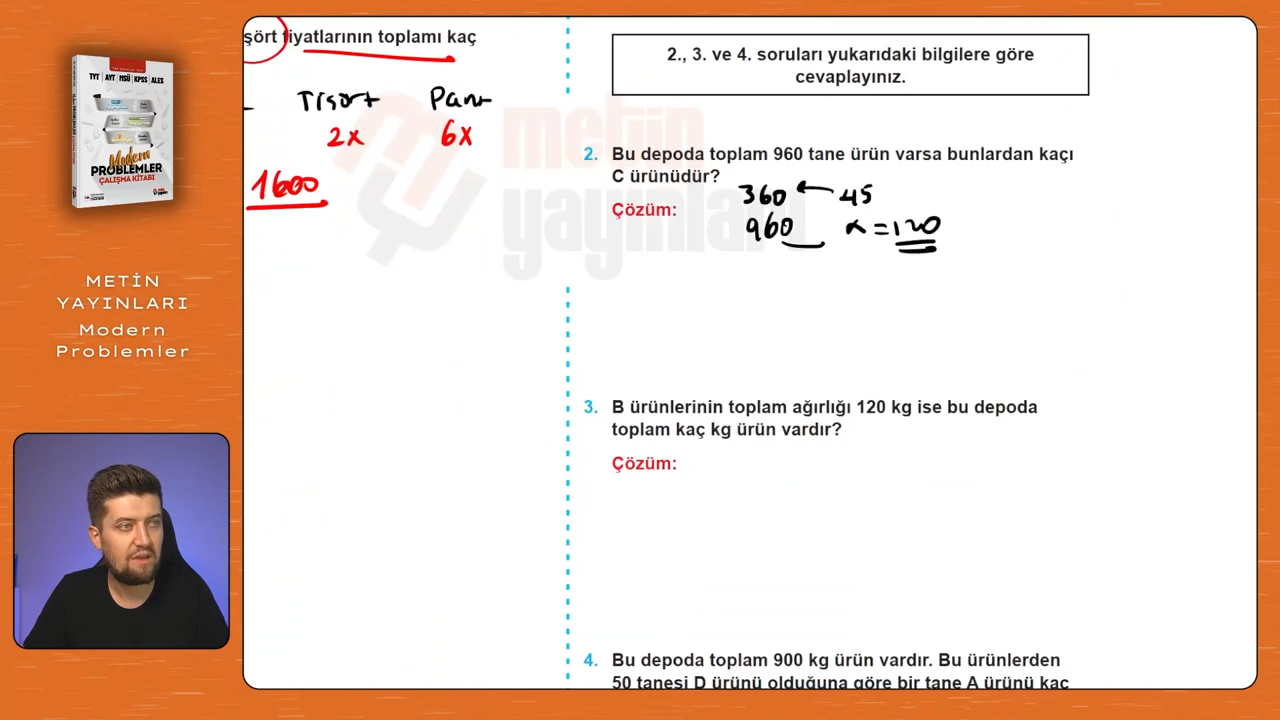 TYT AYT MSÜ KPSS ALES
Modern
PROBLEMLER
ÇALIŞMA KİTABI
METİN
YAYINLARI
Modern
Problemler
şört fiyatlarının toplamı kaç
Tişört Pant
2x 6x
1600
metin
yayınları
2., 3. ve 4. soruları yukarıdaki bilgilere göre
cevaplayınız.
2. Bu depoda toplam 960 tane ürün varsa bunlardan kaçı
C ürünüdür?
Çözüm:
360 45
960 x = 120
3. B ürünlerinin toplam ağırlığı 120 kg ise bu depoda
toplam kaç kg ürün vardır?
Çözüm:
4. Bu depoda toplam 900 kg ürün vardır. Bu ürünlerden
50 tanesi D ürünü olduğuna göre bir tane A ürünü kaç